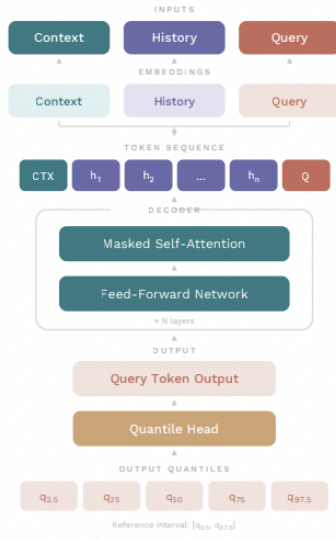 INPUTS
Context History Query
EMBEDDINGS
Context History Query
TOKEN SEQUENCE
CTX h₁ h₂ ... hₙ Q
DECODER
Masked Self-Attention
Feed-Forward Network
× N layers
OUTPUT
Query Token Output
Quantile Head
OUTPUT QUANTILES
q₂.₅ q₂₅ q₅₀ q₇₅ q₉₇.₅
Reference interval: [q₂.₅, q₉₇.₅]